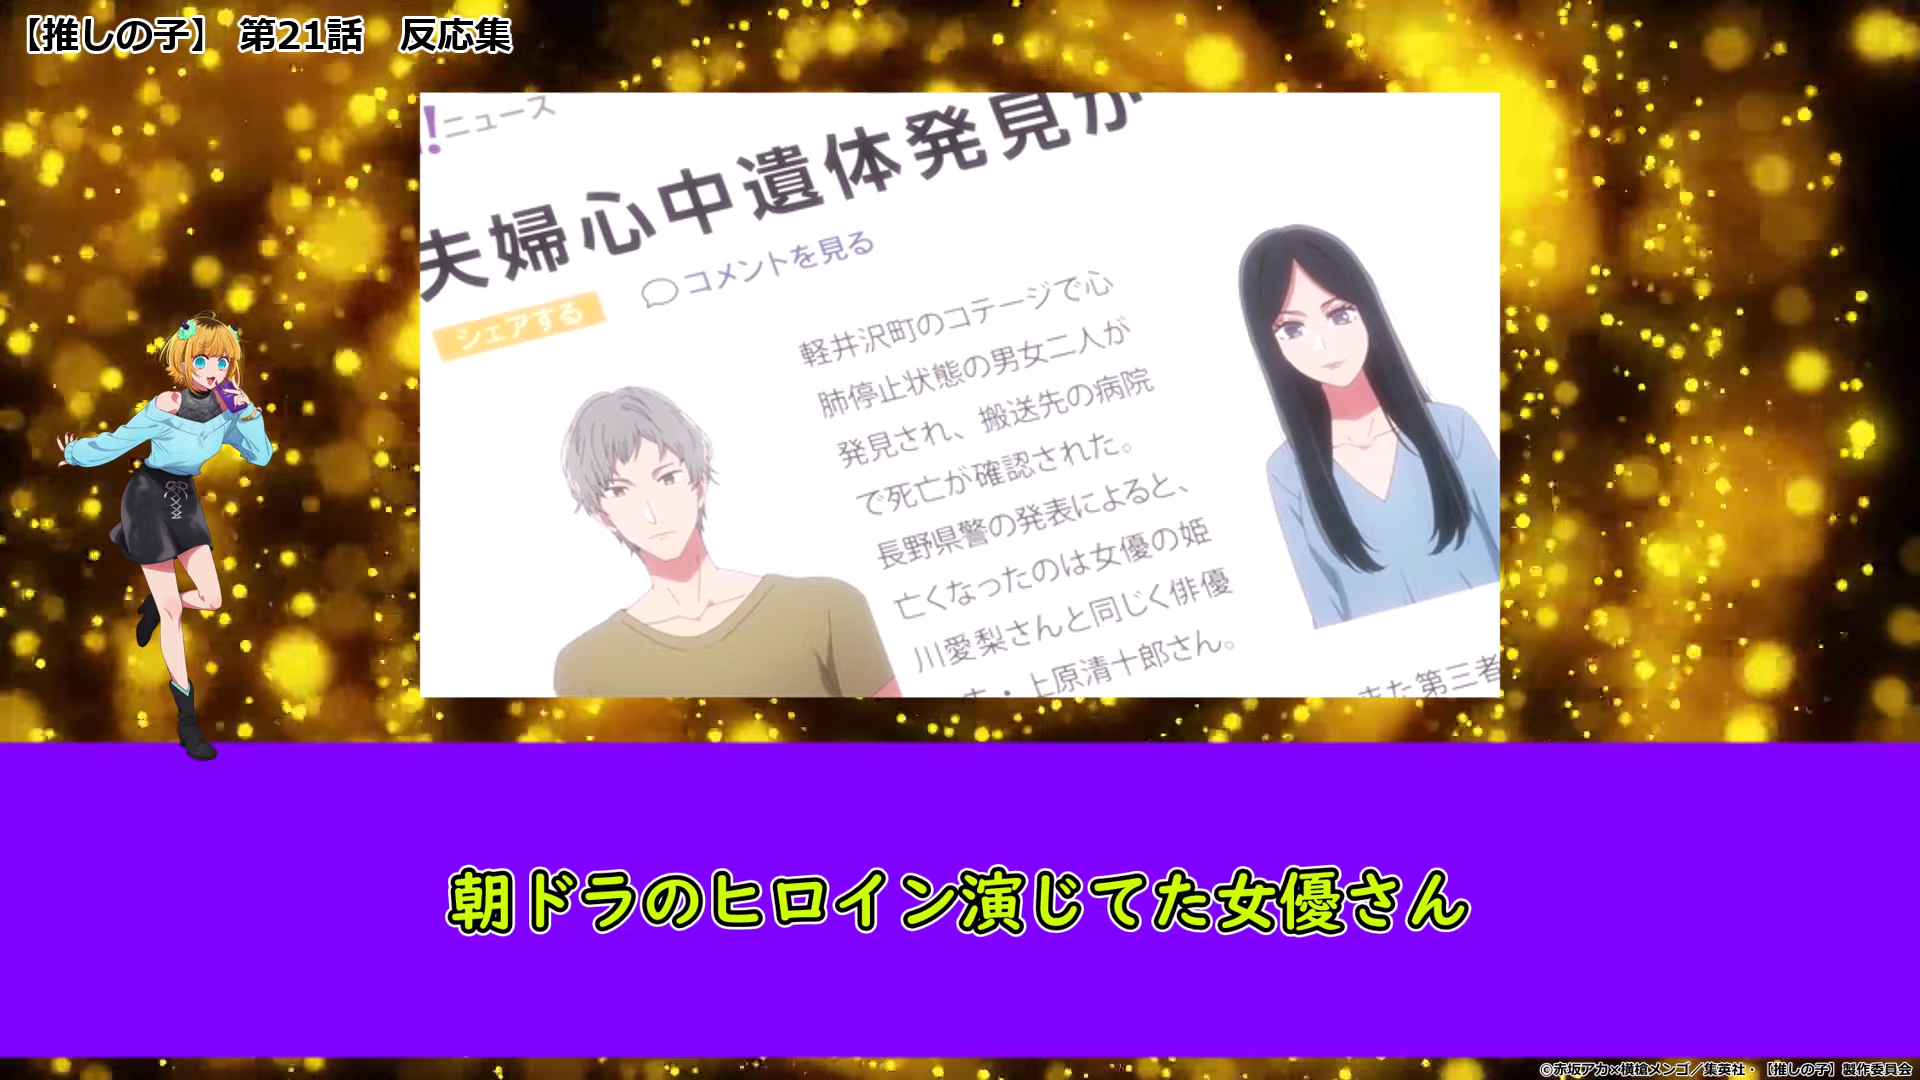 【推しの子】 第21話 反応集
!ニュース
夫婦心中遺体発見か
コメントを見る
シェアする
軽井沢町のコテージで心
肺停止状態の男女二人が
発見され、搬送先の病院
で死亡が確認された。
長野県警の発表によると、
亡くなったのは女優の姫
川愛梨さんと同じく俳優
・上原清十郎さん。
また第三者
朝ドラのヒロイン演じてた女優さん
©赤坂アカ×横槍メンゴ／集英社・【推しの子】製作委員会